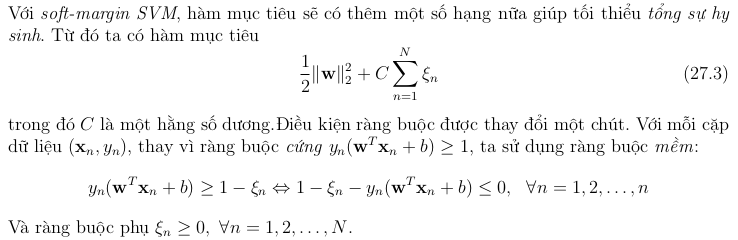 Với soft-margin SVM, hàm mục tiêu sẽ có thêm một số hạng nữa giúp tối thiểu tổng sự hy
sinh. Từ đó ta có hàm mục tiêu
$$\frac{1}{2}\|\mathbf{w}\|_2^2 + C\sum_{n=1}^{N}\xi_n \quad (27.3)$$
trong đó $C$ là một hằng số dương.Điều kiện ràng buộc được thay đổi một chút. Với mỗi cặp
dữ liệu $(\mathbf{x}_n, y_n)$, thay vì ràng buộc cứng $y_n(\mathbf{w}^T\mathbf{x}_n + b) \geq 1$, ta sử dụng ràng buộc mềm:
$$y_n(\mathbf{w}^T\mathbf{x}_n + b) \geq 1 - \xi_n \Leftrightarrow 1 - \xi_n - y_n(\mathbf{w}^T\mathbf{x}_n + b) \leq 0, \ \ \forall n = 1, 2, \ldots, n$$
Và ràng buộc phụ $\xi_n \geq 0, \ \forall n = 1, 2, \ldots, N.$